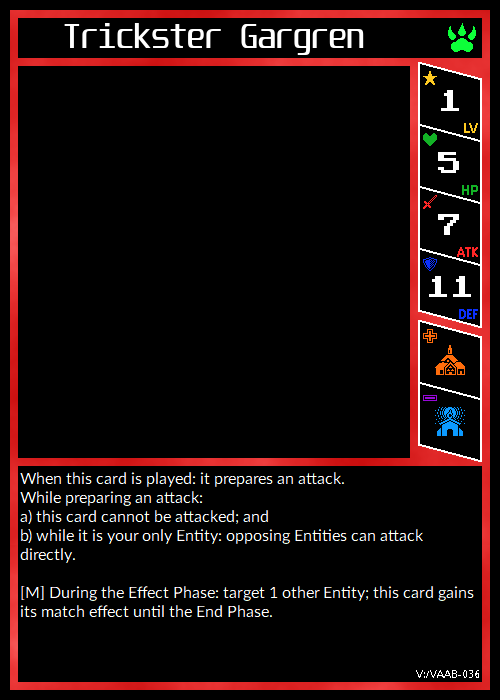 Trickster Gargren
1
LV
5
HP
7
ATK
11
DEF
When this card is played: it prepares an attack.
While preparing an attack:
a) this card cannot be attacked; and
b) while it is your only Entity: opposing Entities can attack
directly.
[M] During the Effect Phase: target 1 other Entity; this card gains
its match effect until the End Phase.
V:/VAAB-036